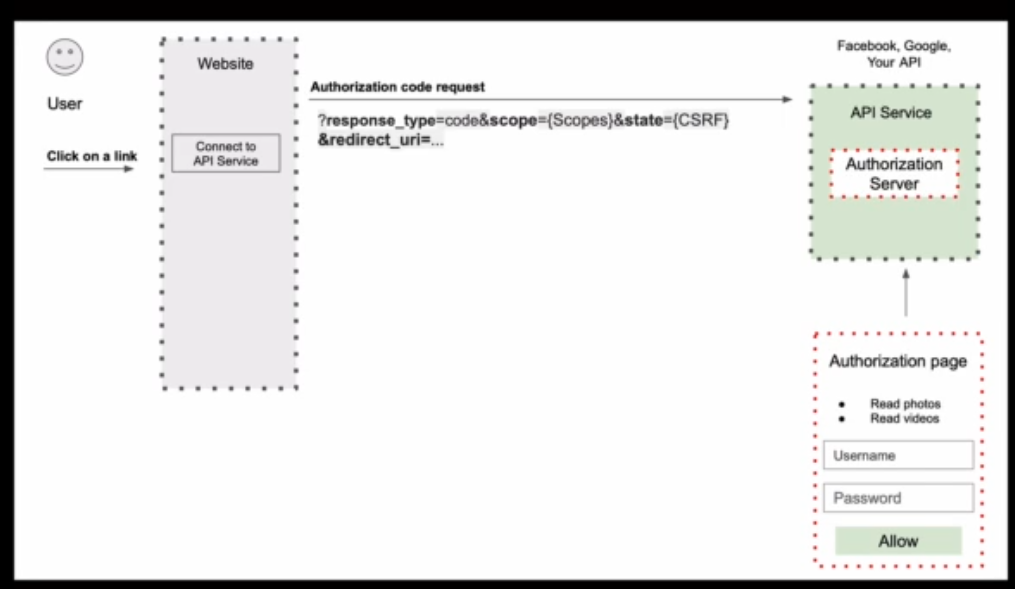 User
Click on a link
Website
Connect to
API Service
Authorization code request
?response_type=code&scope={Scopes}&state={CSRF}
&redirect_uri=...
Facebook, Google,
Your API
API Service
Authorization
Server
Authorization page
• Read photos
• Read videos
Username
Password
Allow